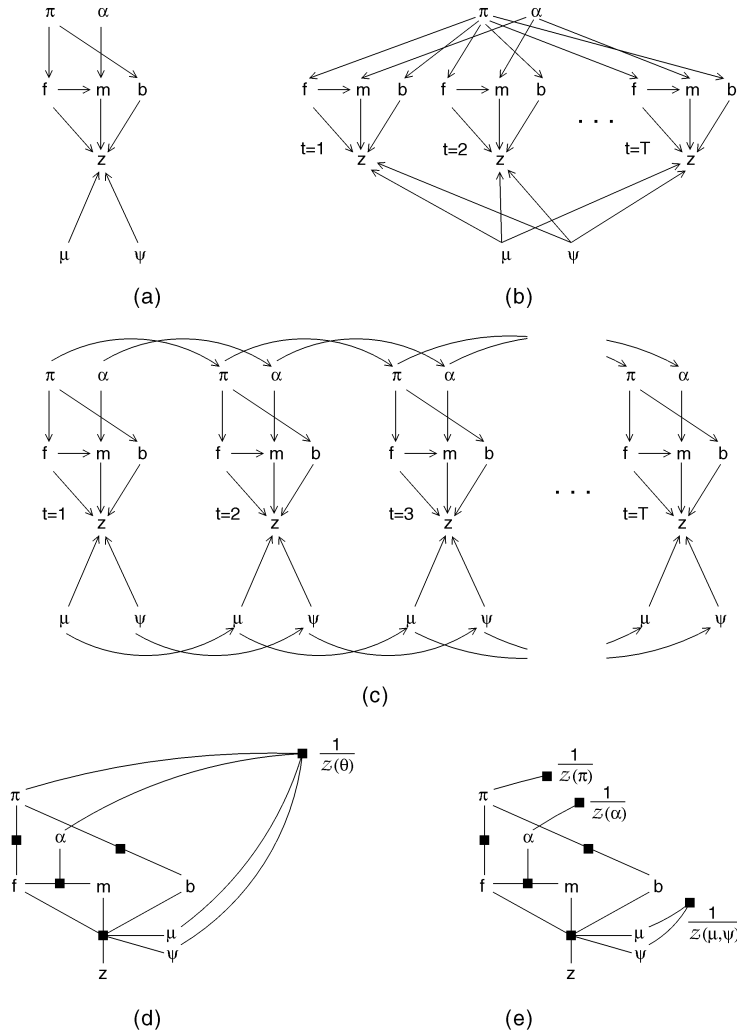 π α
f m b
z
μ ψ
(a)
π α
f m b f m b f m b
. . .
t=1 z t=2 z t=T z
μ ψ
(b)
π α π α π α π α
f m b f m b f m b f m b
. . .
t=1 z t=2 z t=3 z t=T z
μ ψ μ ψ μ ψ μ ψ
(c)
1
Z(θ)
π
α
f m b
μ
ψ
z
(d)
1
Z(π)
π
1
Z(α)
α
f m b
1
Z(μ,ψ)
μ
ψ
z
(e)